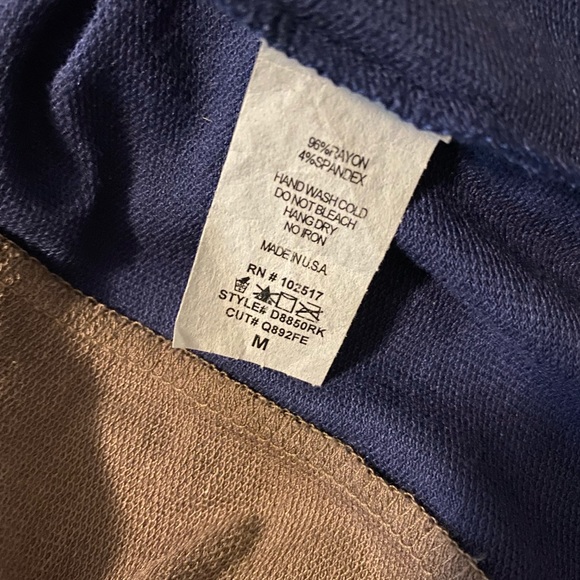 96%RAYON
4%SPANDEX
HAND WASH COLD
DO NOT BLEACH
HANG DRY
NO IRON
MADE IN U.S.A.
RN # 102517
STYLE# D8850RK
CUT# Q892FE
M